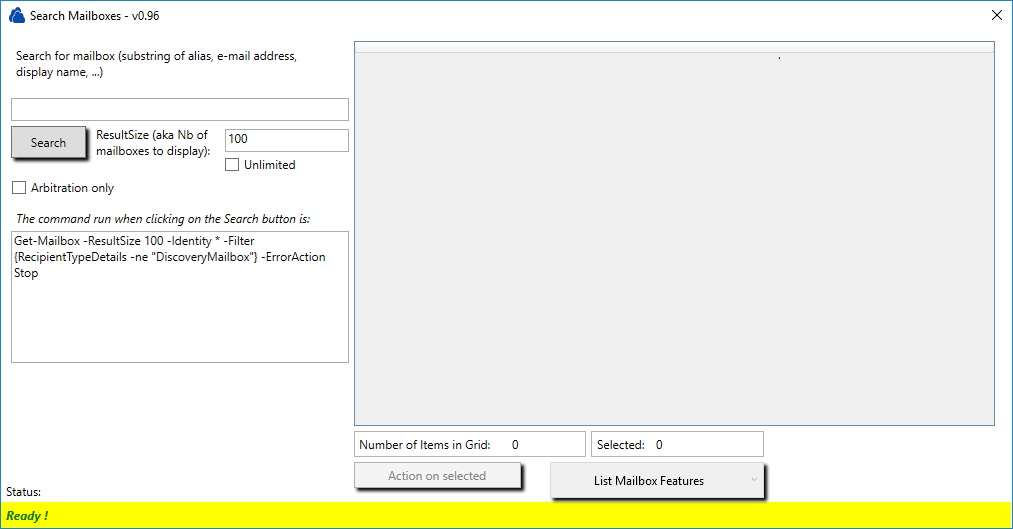 Search Mailboxes - v0.96
Search for mailbox (substring of alias, e-mail address,
display name, ...)
Search
ResultSize (aka Nb of
mailboxes to display):
100
Unlimited
Arbitration only
The command run when clicking on the Search button is:
Get-Mailbox -ResultSize 100 -Identity * -Filter
{RecipientTypeDetails -ne "DiscoveryMailbox"} -ErrorAction
Stop
Number of Items in Grid: 0
Selected: 0
Action on selected
List Mailbox Features
Status:
Ready !